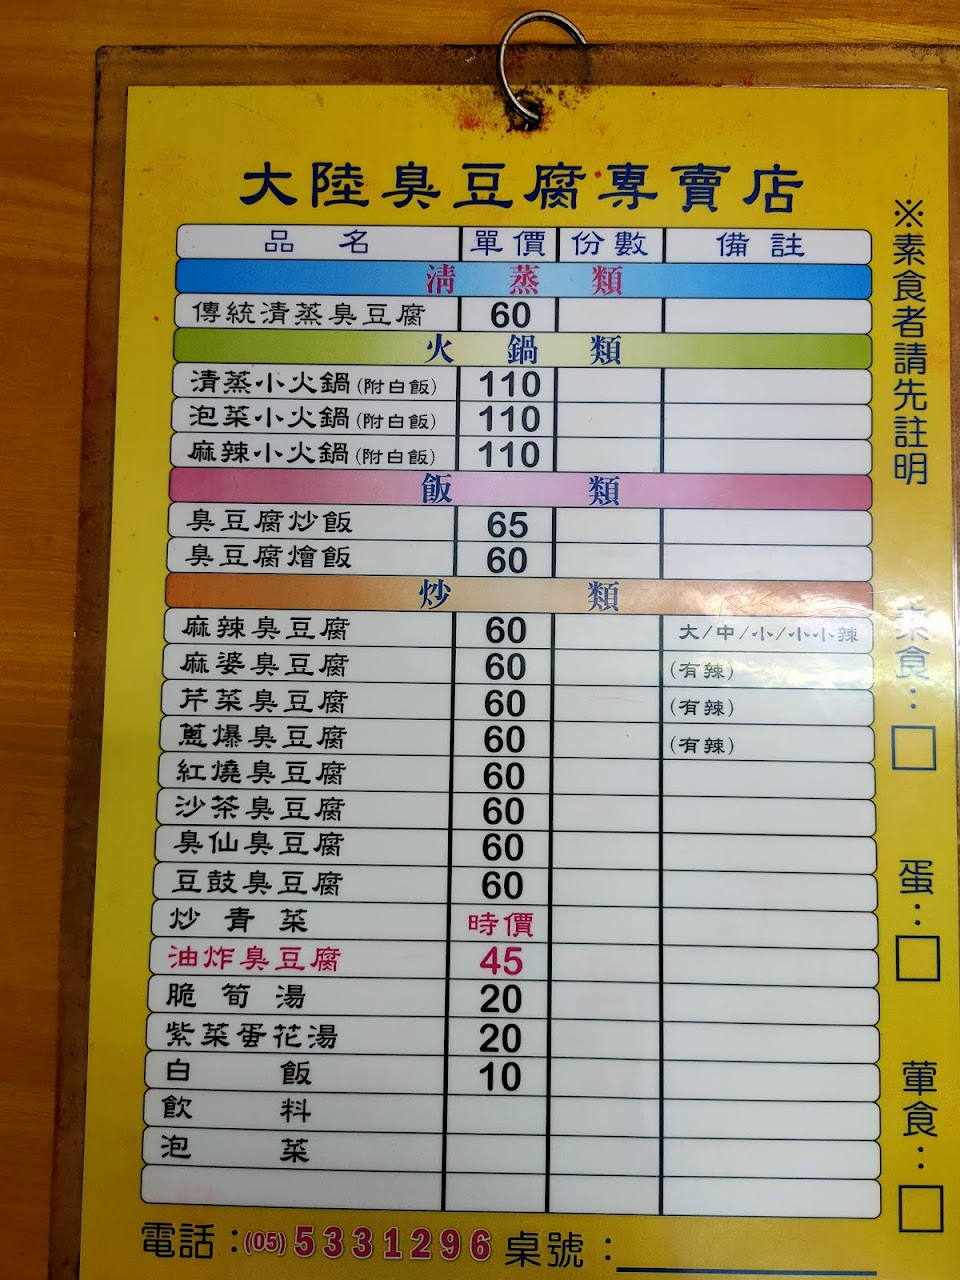 大陸臭豆腐專賣店
品名 單價 份數 備註
清蒸類
傳統清蒸臭豆腐 60
火鍋類
清蒸小火鍋(附白飯) 110
泡菜小火鍋(附白飯) 110
麻辣小火鍋(附白飯) 110
飯類
臭豆腐炒飯 65
臭豆腐燴飯 60
炒類
麻辣臭豆腐 60 大/中/小/小小辣
麻婆臭豆腐 60 (有辣)
芹菜臭豆腐 60 (有辣)
蔥爆臭豆腐 60 (有辣)
紅燒臭豆腐 60
沙茶臭豆腐 60
臭仙臭豆腐 60
豆鼓臭豆腐 60
炒青菜 時價
油炸臭豆腐 45
脆筍湯 20
紫菜蛋花湯 20
白飯 10
飲料
泡菜
電話:(05)5331296 桌號:
※素食者請先註明
素食:□
蛋:□
葷食:□